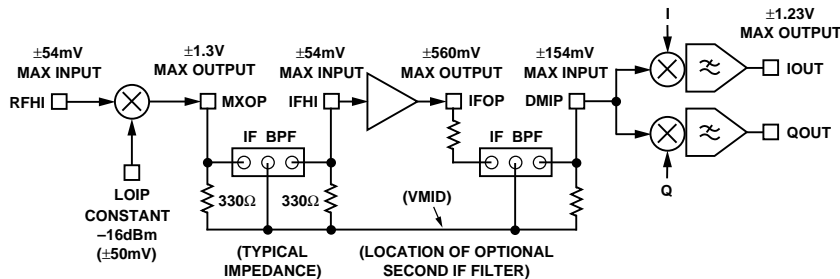 ±54mV
MAX INPUT
RFHI
LOIP
CONSTANT
–16dBm
(±50mV)
±1.3V
MAX OUTPUT
MXOP
IF BPF
330Ω
330Ω
(TYPICAL
IMPEDANCE)
±54mV
MAX INPUT
IFHI
±560mV
MAX OUTPUT
IFOP
(VMID)
IF BPF
(LOCATION OF OPTIONAL
SECOND IF FILTER)
±154mV
MAX INPUT
DMIP
I
Q
±1.23V
MAX OUTPUT
IOUT
QOUT